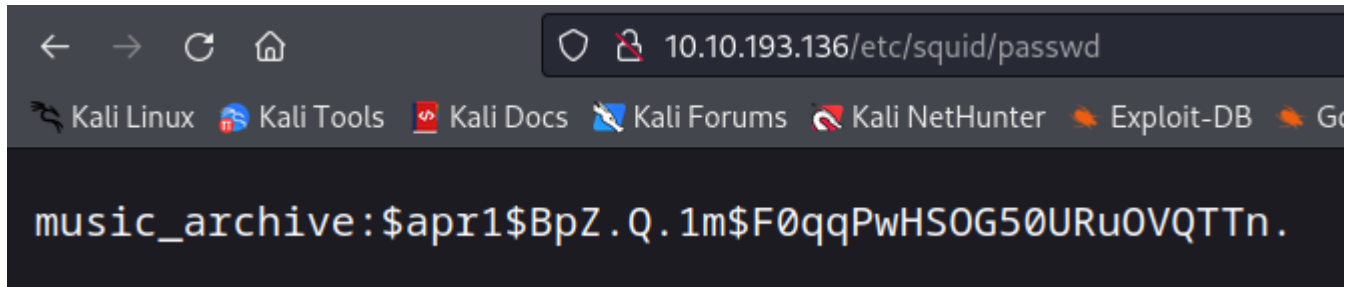 10.10.193.136/etc/squid/passwd
Kali Linux Kali Tools Kali Docs Kali Forums Kali NetHunter Exploit-DB
music_archive:$apr1$BpZ.Q.1m$F0qqPwHSOG50URuOVQTTn.